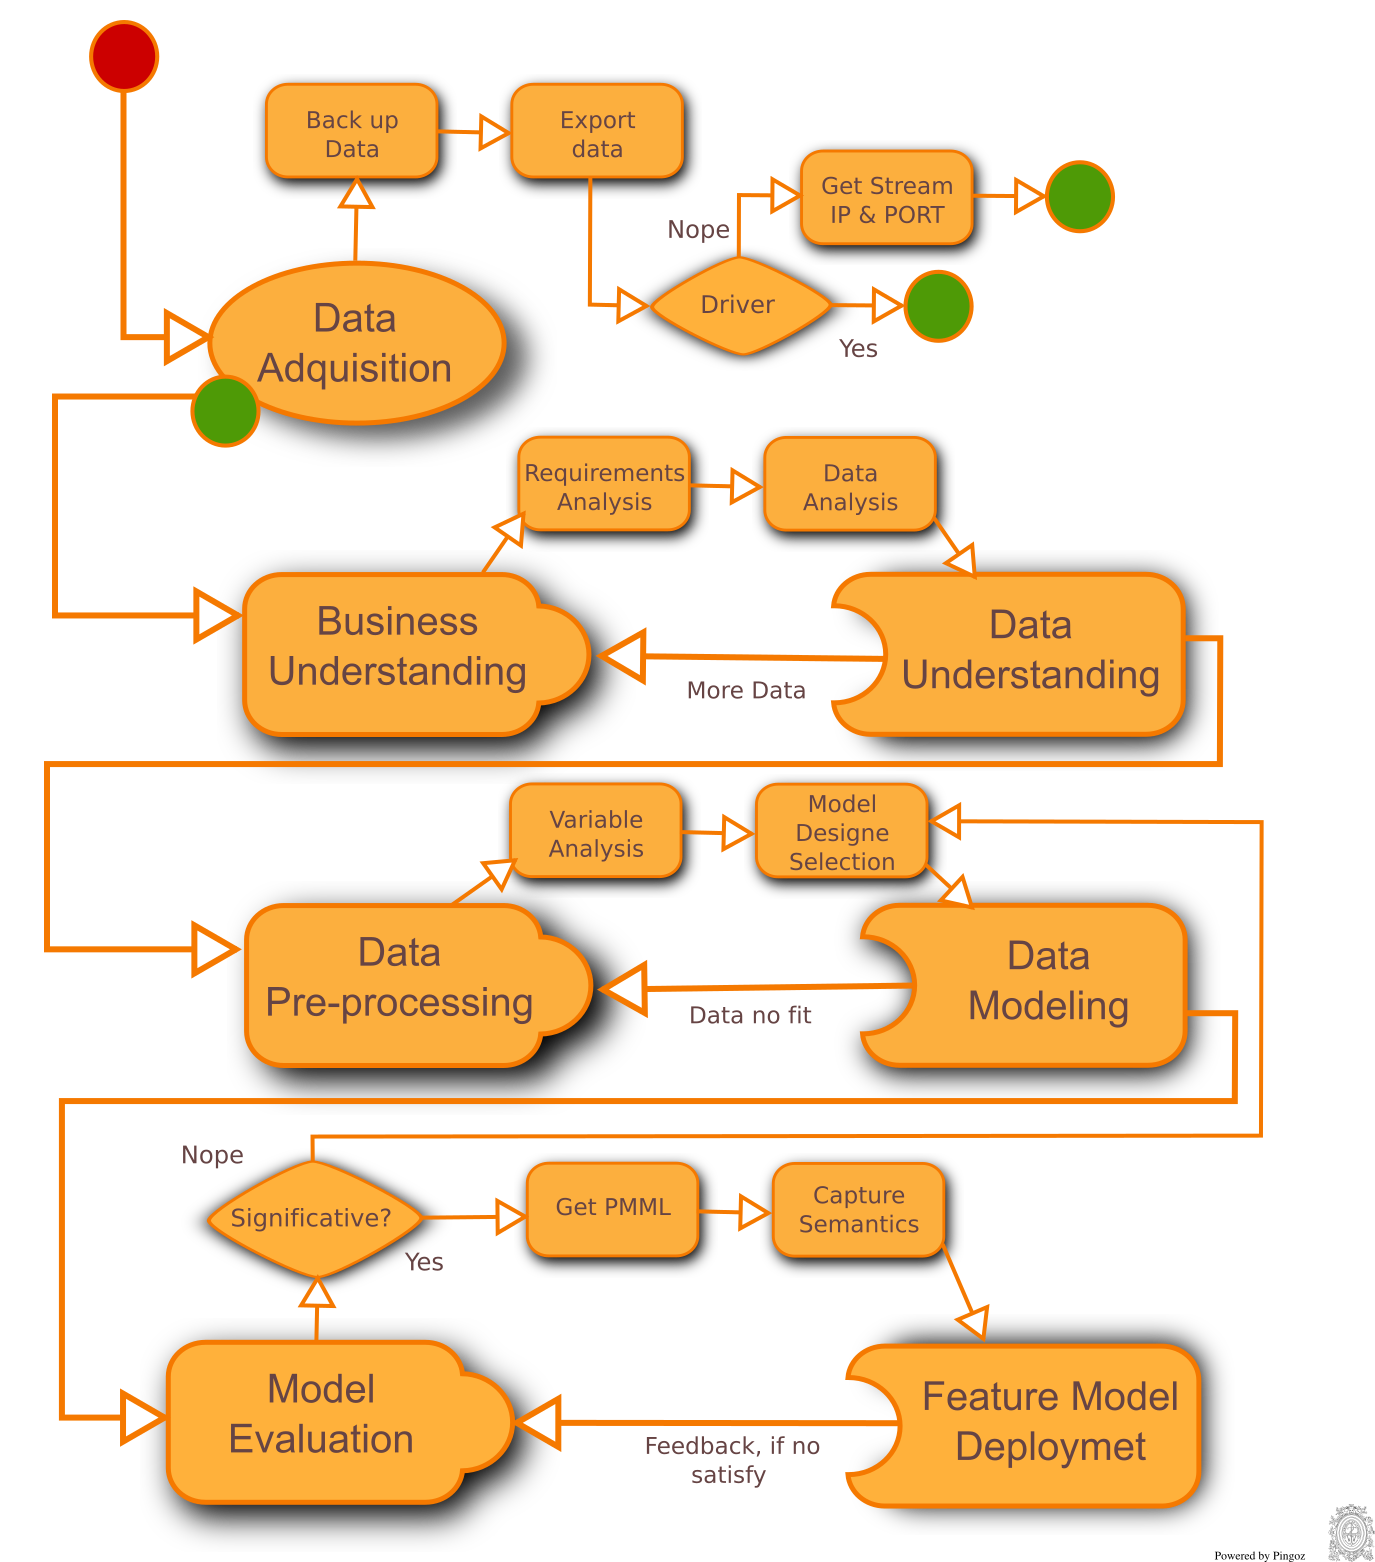 Back up
Data
Export
data
Get Stream
IP & PORT
Nope
Driver
Yes
Data
Adquisition
Requirements
Analysis
Data
Analysis
Business
Understanding
More Data
Data
Understanding
Variable
Analysis
Model
Designe
Selection
Data
Pre-processing
Data no fit
Data
Modeling
Nope
Significative?
Yes
Get PMML
Capture
Semantics
Model
Evaluation
Feedback, if no
satisfy
Feature Model
Deploymet
Powered by Pingoz